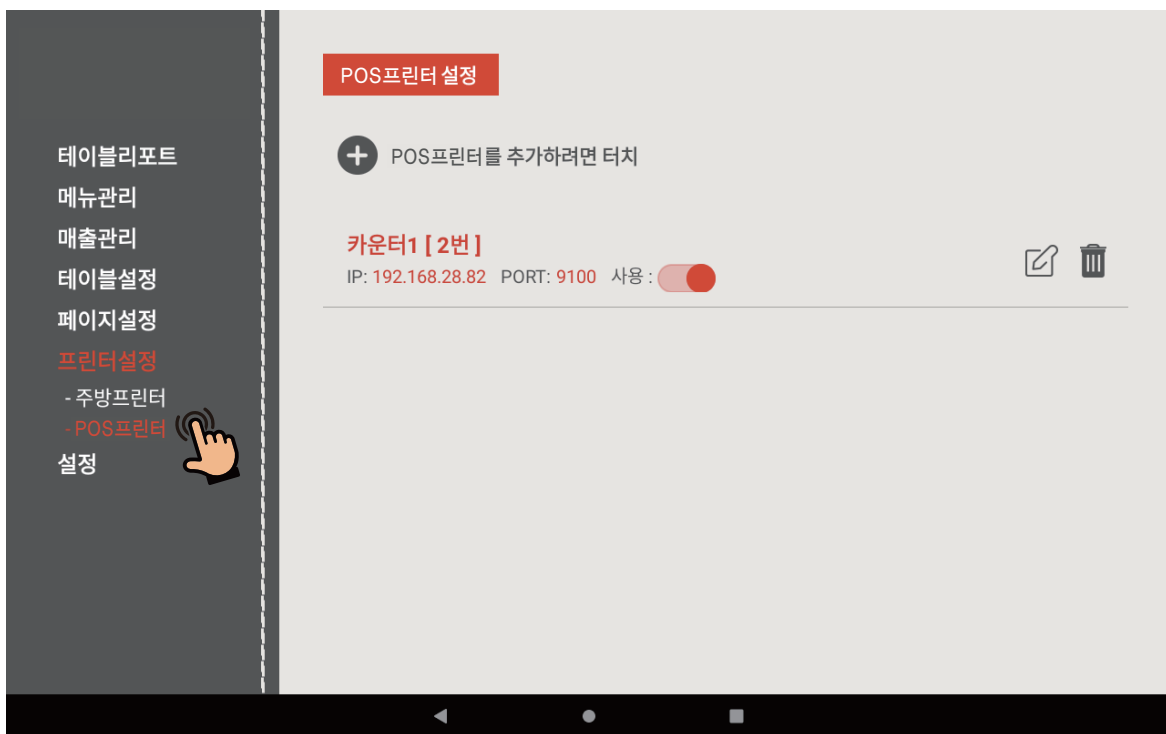 테이블리포트
메뉴관리
매출관리
테이블설정
페이지설정
프린터설정
- 주방프린터
- POS프린터
설정
POS프린터 설정
POS프린터를 추가하려면 터치
카운터1 [ 2번 ]
IP: 192.168.28.82 PORT: 9100 사용 :